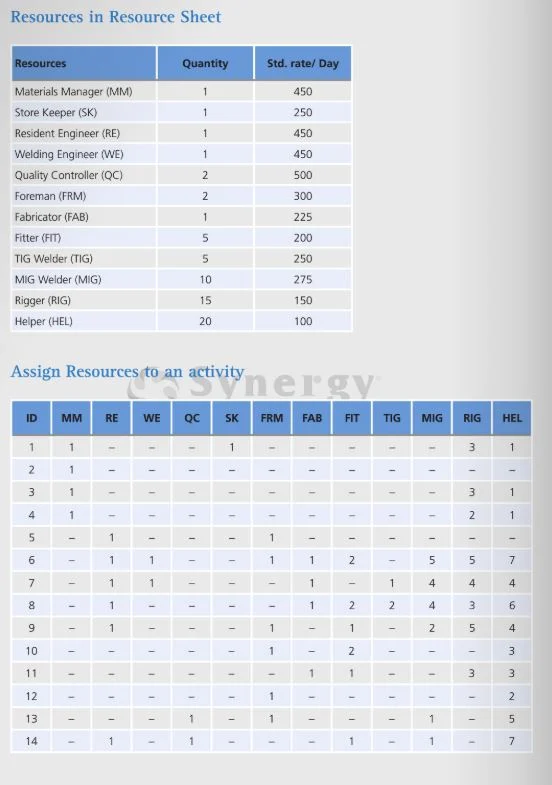 Resources in Resource Sheet
Resources Quantity Std. rate/ Day
Materials Manager (MM) 1 450
Store Keeper (SK) 1 250
Resident Engineer (RE) 1 450
Welding Engineer (WE) 1 450
Quality Controller (QC) 2 500
Foreman (FRM) 2 300
Fabricator (FAB) 1 225
Fitter (FIT) 5 200
TIG Welder (TIG) 5 250
MIG Welder (MIG) 10 275
Rigger (RIG) 15 150
Helper (HEL) 20 100
Assign Resources to an activity
Synergy
ID MM RE WE QC SK FRM FAB FIT TIG MIG RIG HEL
1 1 – – – 1 – – – – – 3 1
2 1 – – – – – – – – – – –
3 1 – – – – – – – – – 3 1
4 1 – – – – – – – – – 2 1
5 – 1 – – – 1 – – – – – –
6 – 1 1 – – 1 1 2 – 5 5 7
7 – 1 1 – – – 1 – 1 4 4 4
8 – 1 – – – – 1 2 2 4 3 6
9 – 1 – – – 1 – 1 – 2 5 4
10 – – – – – 1 – 2 – – – 3
11 – – – – – – 1 1 – – 3 3
12 – – – – – 1 – – – – – 2
13 – – – 1 – 1 – – – 1 – 5
14 – 1 – 1 – – – 1 – 1 – 7